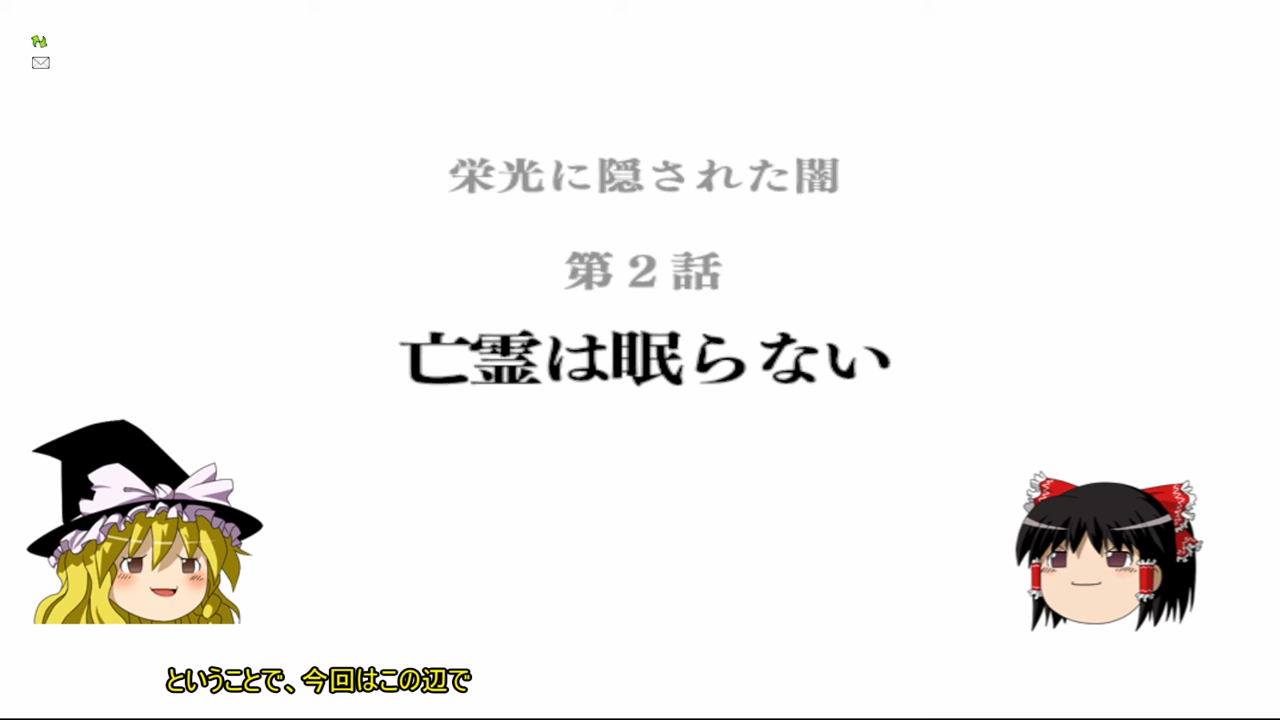 栄光に隠された闇
第2話
亡霊は眠らない
ということで、今回はこの辺で